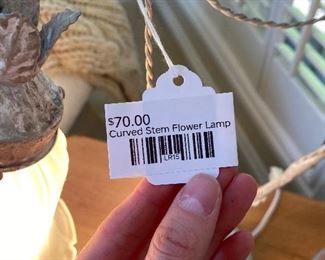 $70.00
Curved Stem Flower Lamp
LR15